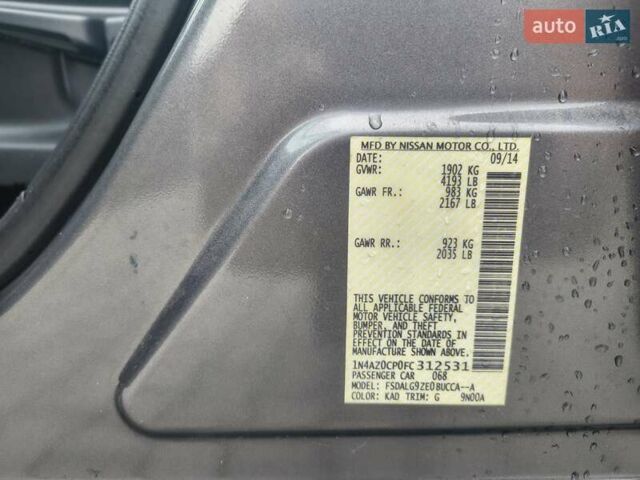 AUTO RIA .com
MFD BY NISSAN MOTOR CO., LTD.
DATE: 09/14
GVWR: 1902 KG
4193 LB
GAWR FR.: 983 KG
2167 LB
GAWR RR.: 923 KG
2035 LB
THIS VEHICLE CONFORMS TO
ALL APPLICABLE FEDERAL
MOTOR VEHICLE SAFETY,
BUMPER, AND THEFT
PREVENTION STANDARDS IN
EFFECT ON THE DATE OF
MANUFACTURE SHOWN ABOVE.
1N4AZ0CP0FC312531
PASSENGER CAR 068
MODEL: FSDALG9ZE0BUCCA--A
COLOR: KAD TRIM: G 9N00A